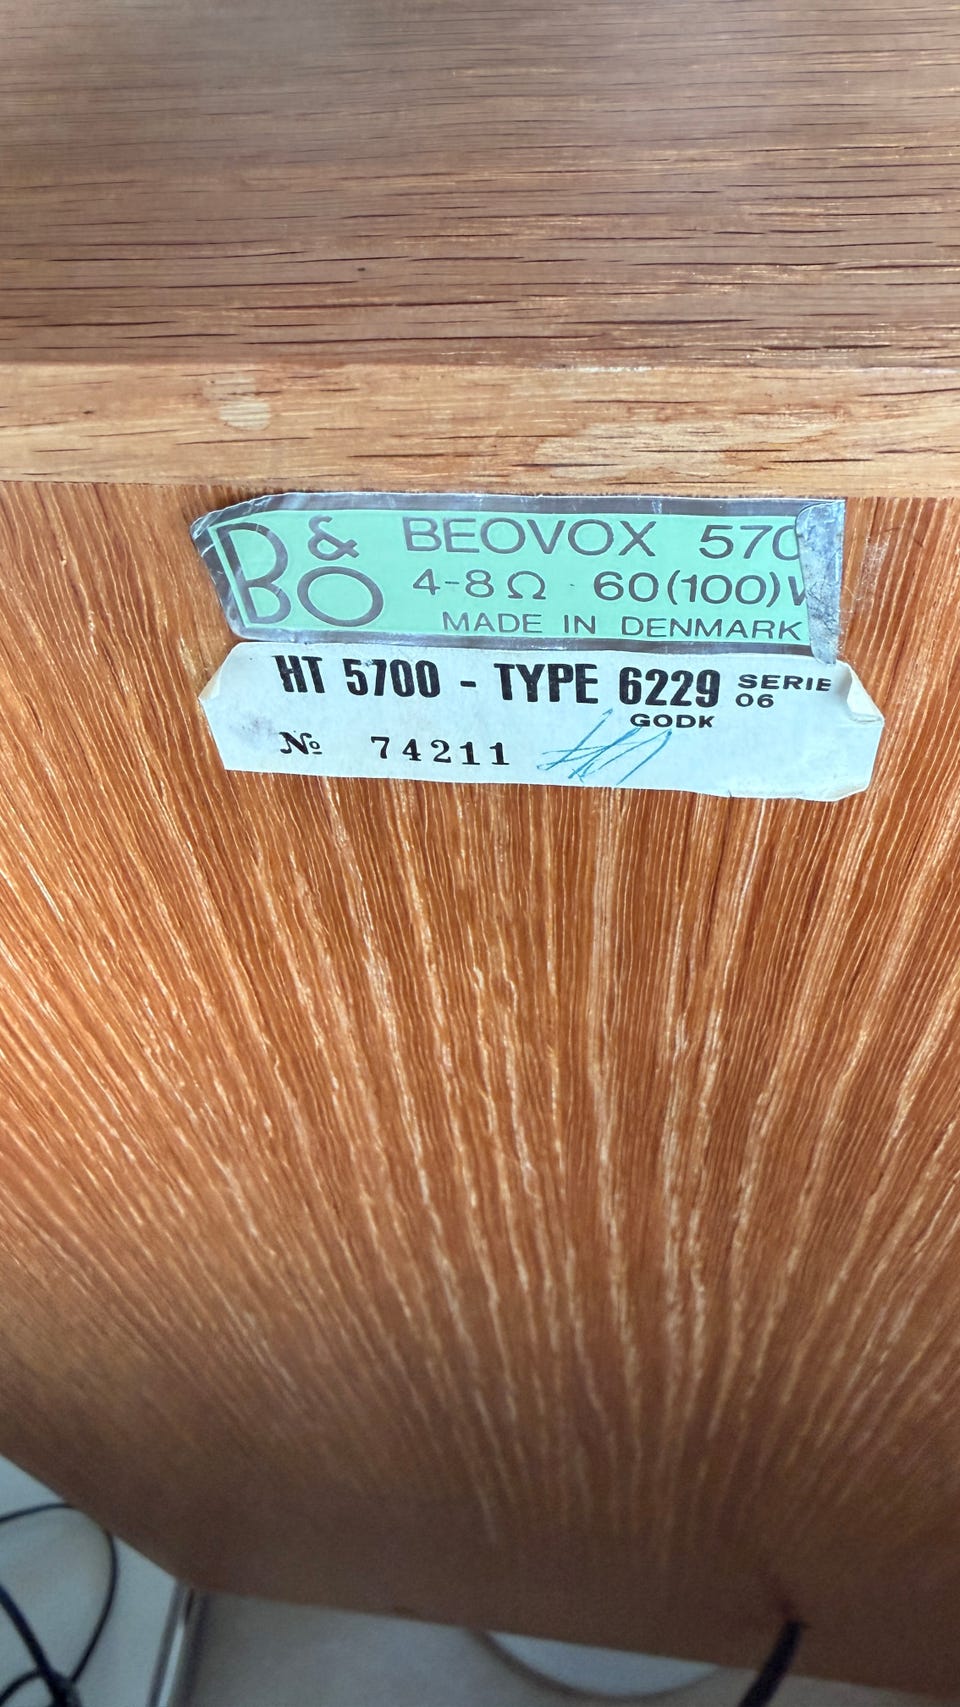 B&O
BEOVOX 570
4-8Ω 60(100)W
MADE IN DENMARK
HT 5700 - TYPE 6229 SERIE 06
GODK
№ 74211